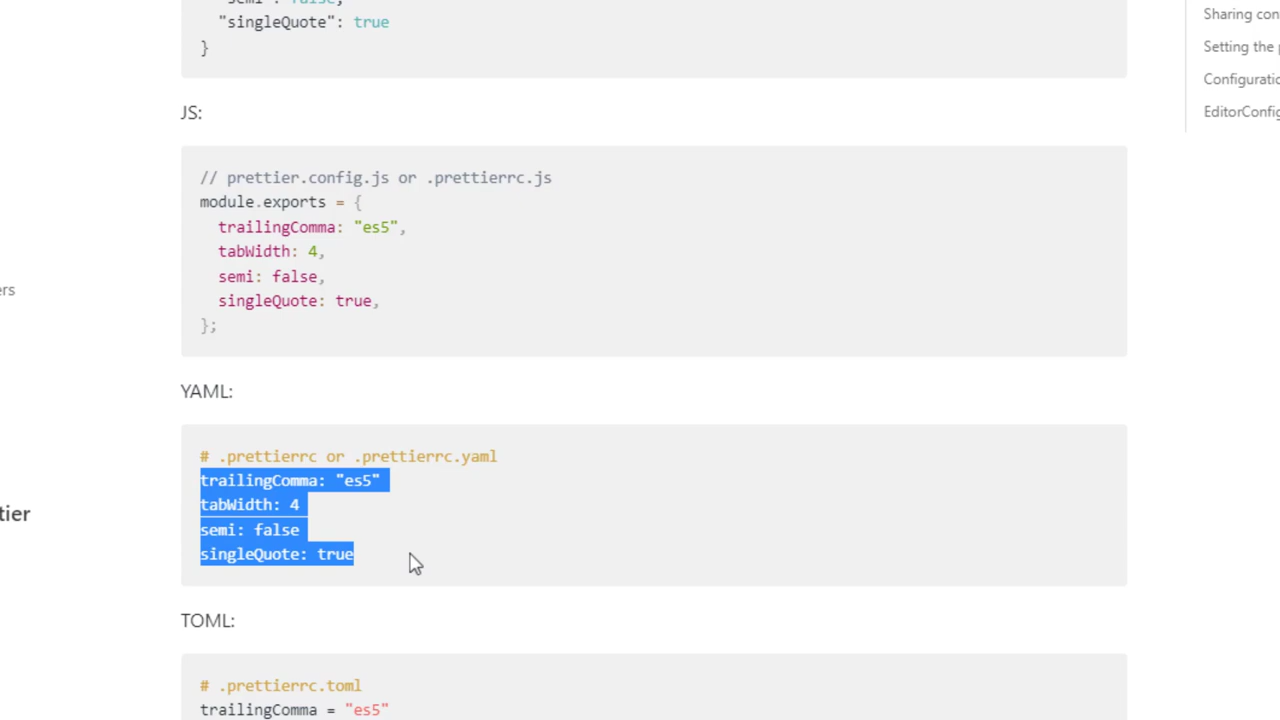 "singleQuote": true
}
JS:
// prettier.config.js or .prettierrc.js
module.exports = {
trailingComma: "es5",
tabWidth: 4,
semi: false,
singleQuote: true,
};
YAML:
# .prettierrc or .prettierrc.yaml
trailingComma: "es5"
tabWidth: 4
semi: false
singleQuote: true
TOML:
# .prettierrc.toml
trailingComma = "es5"
ers
tier
Sharing con
Setting the
Configuratio
EditorConfig